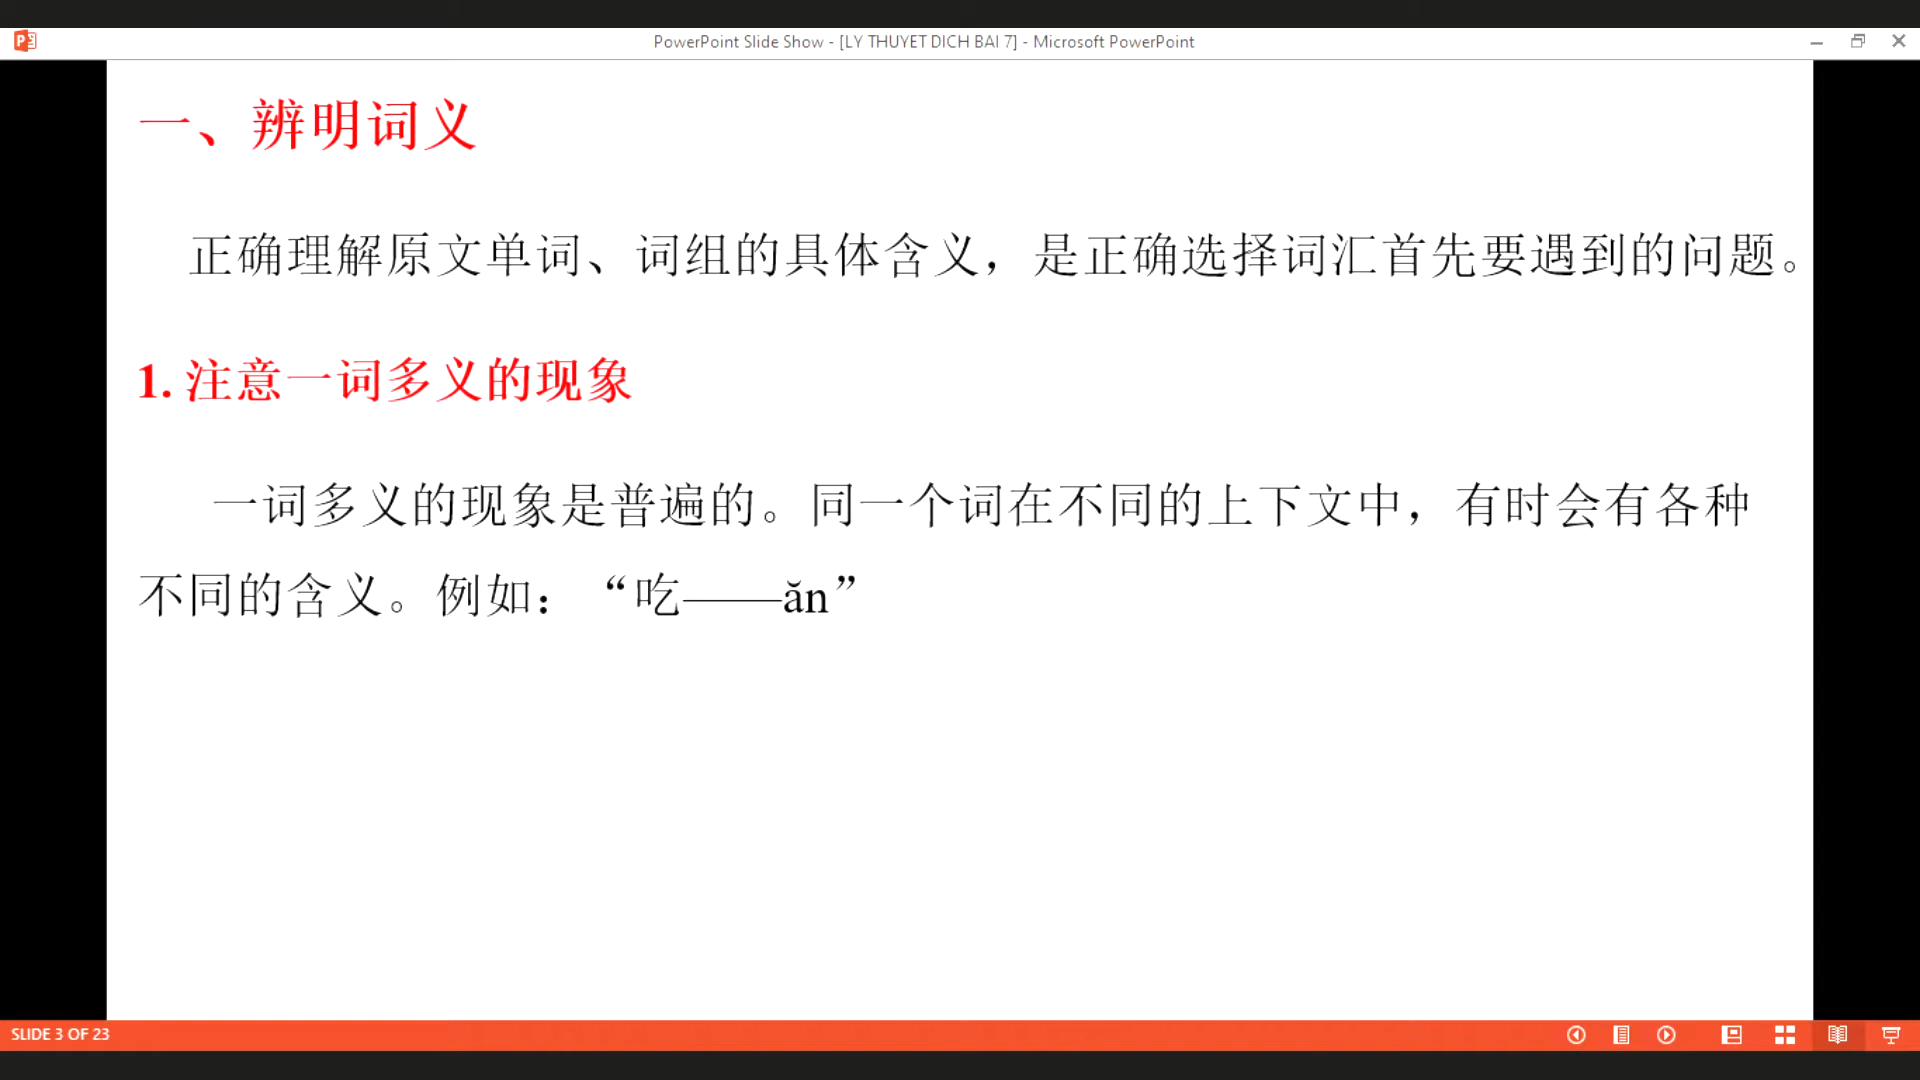 PowerPoint Slide Show - [LY THUYET DICH BAI 7] - Microsoft PowerPoint
一、辨明词义
正确理解原文单词、词组的具体含义，是正确选择词汇首先要遇到的问题。
1. 注意一词多义的现象
一词多义的现象是普遍的。同一个词在不同的上下文中，有时会有各种
不同的含义。例如：“吃——ăn”
SLIDE 3 OF 23